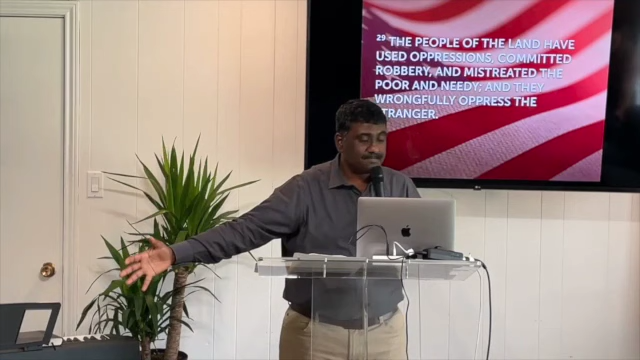 29 THE PEOPLE OF THE LAND HAVE
USED OPPRESSIONS, COMMITTED
ROBBERY, AND MISTREATED THE
POOR AND NEEDY; AND THEY
WRONGFULLY OPPRESS THE
STRANGER.